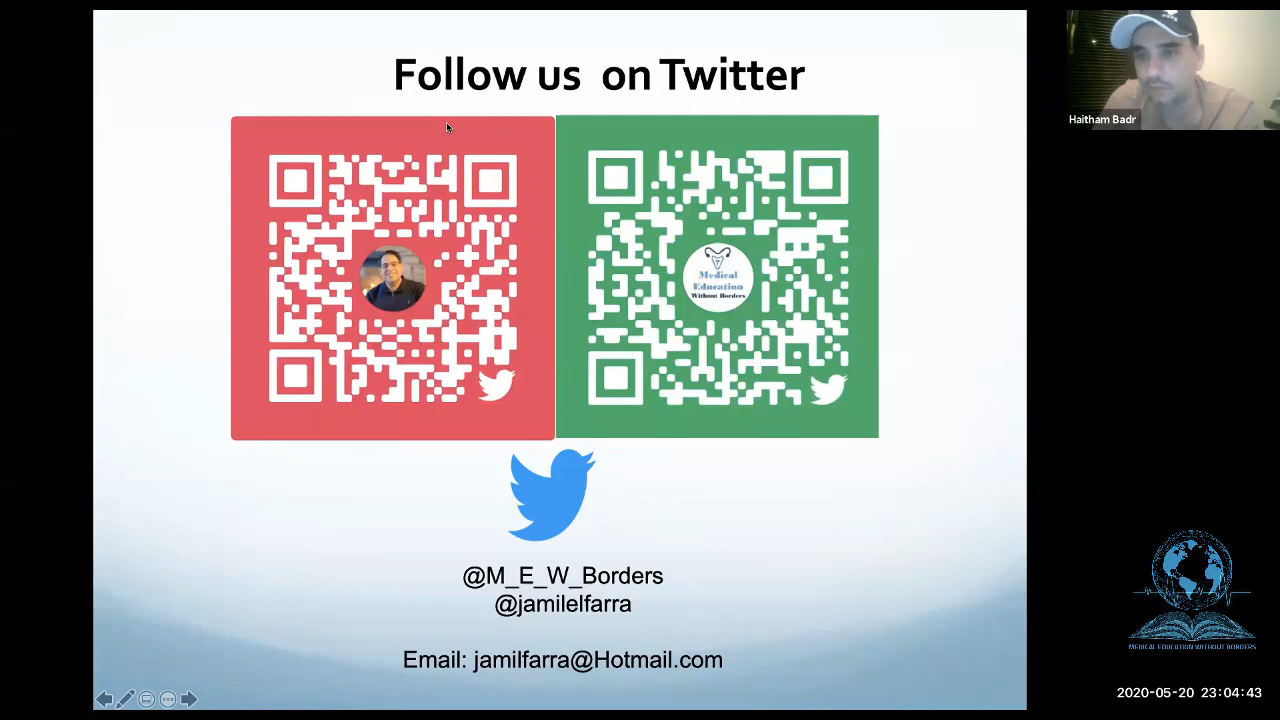 Follow us on Twitter
Haitham Badr
Medical
Education
Without Borders
@M_E_W_Borders
@jamilelfarra
Email: jamilfarra@Hotmail.com
MEDICAL EDUCATION WITHOUT BORDERS
2020-05-20 23:04:43